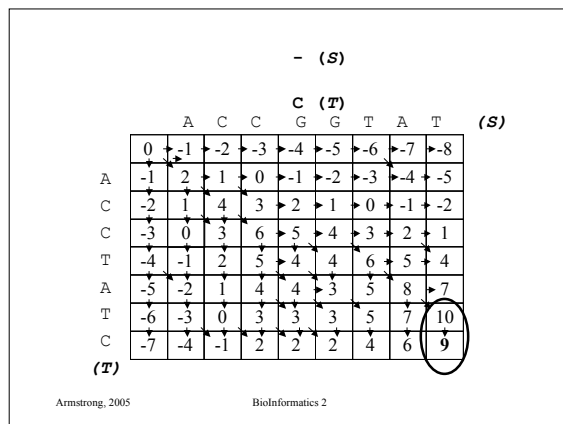 - (S)
C (T)
A C C G G T A T (S)
0 -1 -2 -3 -4 -5 -6 -7 -8
A -1 2 1 0 -1 -2 -3 -4 -5
C -2 1 4 3 2 1 0 -1 -2
C -3 0 3 6 5 4 3 2 1
T -4 -1 2 5 4 4 6 5 4
A -5 -2 1 4 4 3 5 8 7
T -6 -3 0 3 3 3 5 7 10
C -7 -4 -1 2 2 2 4 6 9
(T)
Armstrong, 2005 BioInformatics 2